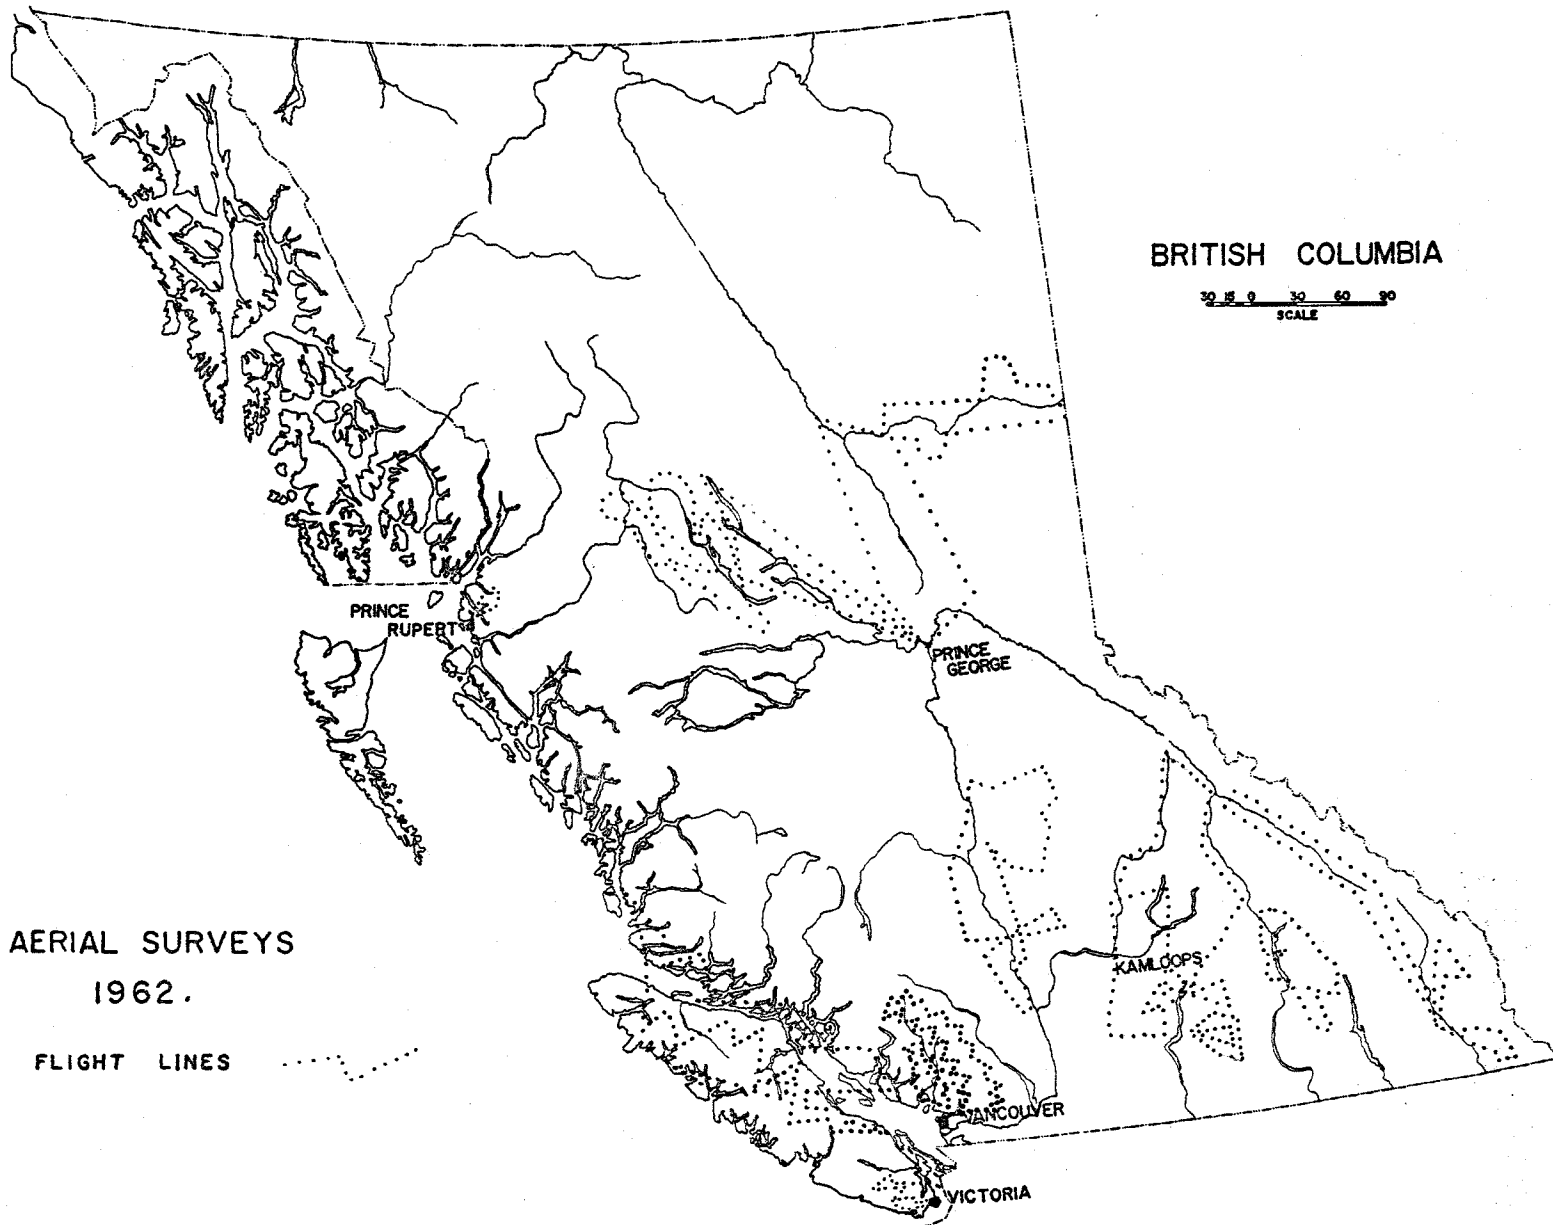 BRITISH COLUMBIA
30 15 0 30 60 90
SCALE
PRINCE
RUPERT
PRINCE
GEORGE
AERIAL SURVEYS
1962.
KAMLOOPS
FLIGHT LINES
VANCOUVER
VICTORIA